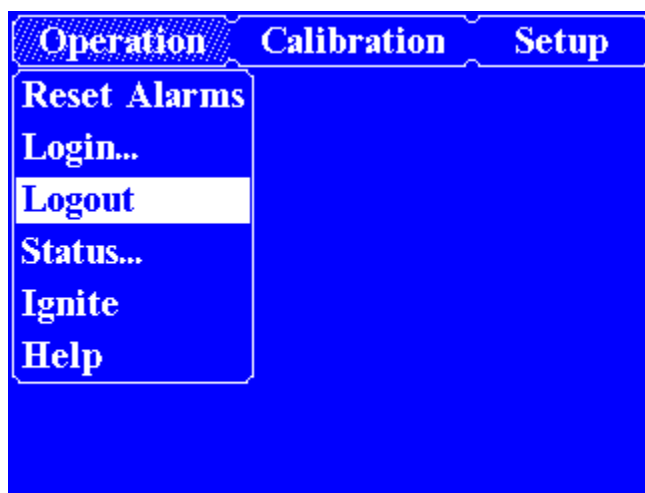 Operation Calibration Setup
Reset Alarms
Login...
Logout
Status...
Ignite
Help